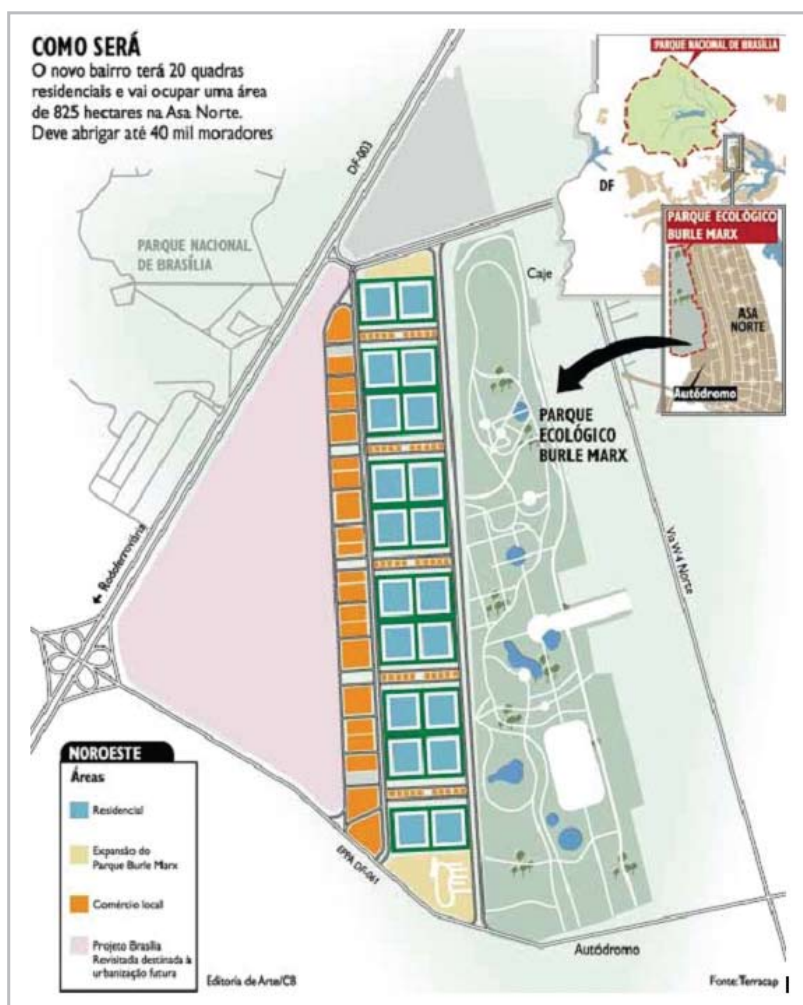 COMO SERÁ
O novo bairro terá 20 quadras
residenciais e vai ocupar uma área
de 825 hectares na Asa Norte.
Deve abrigar até 40 mil moradores
PARQUE NACIONAL DE BRASÍLIA
DF
PARQUE ECOLÓGICO
BURLE MARX
ASA
NORTE
Autódromo
DF-003
PARQUE NACIONAL
DE BRASÍLIA
Caje
PARQUE
ECOLÓGICO
BURLE MARX
Via W4 Norte
Rodoferroviária
NOROESTE
Áreas
Residencial
Expansão do
Parque Burle Marx
Comércio local
Projeto Brasília
Revisitada destinada à
urbanização futura
EPPA DF-061
Autódromo
Editoria de Arte/CB
Fonte: Terracap